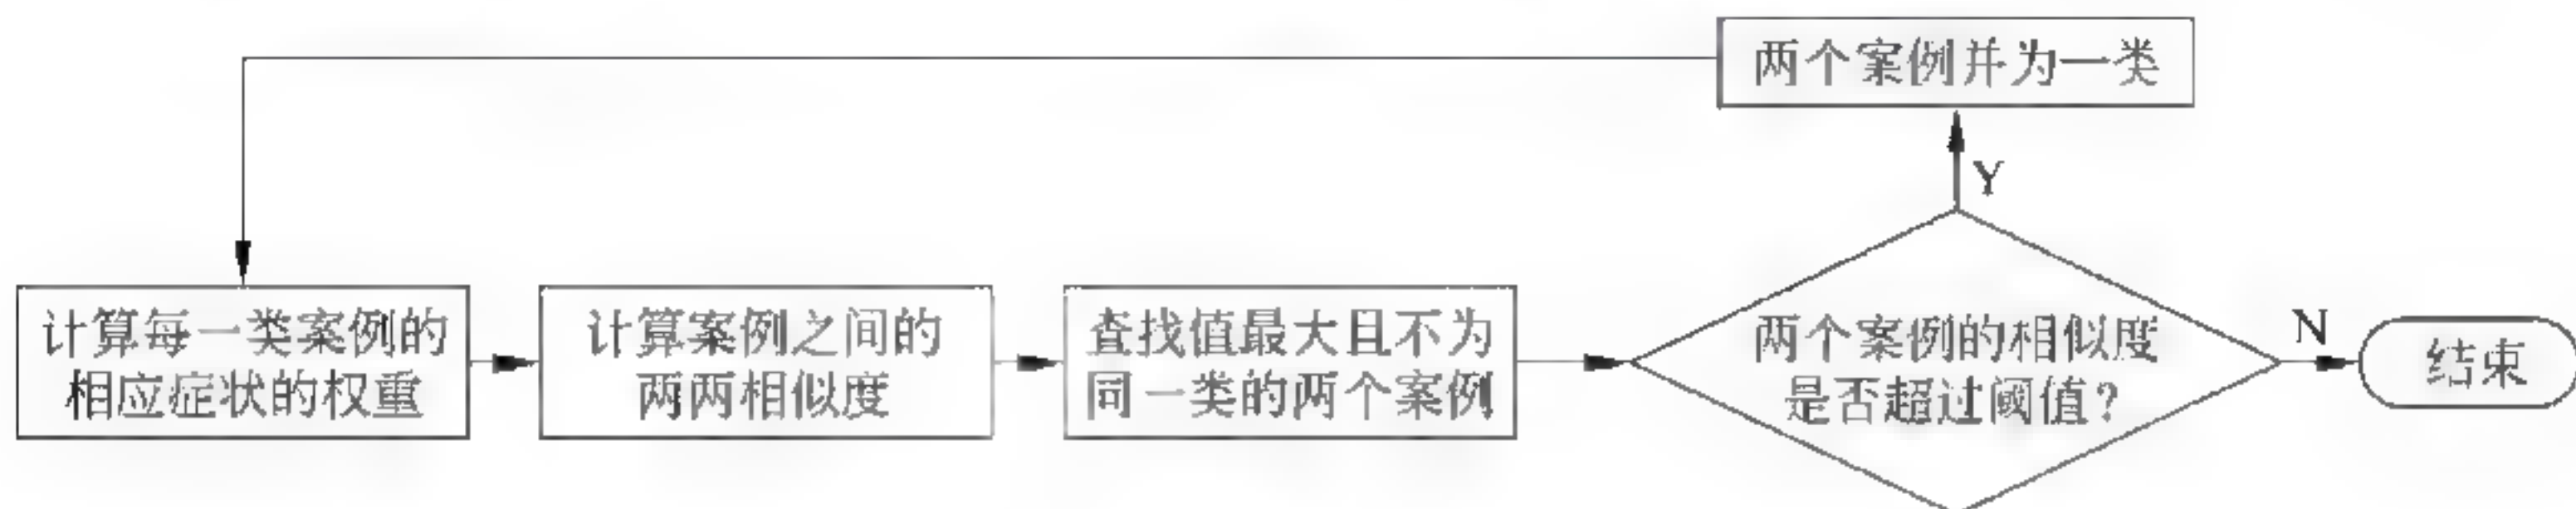 两个案例并为一类
Y
计算每一类案例的
相应症状的权重
计算案例之间的
两两相似度
查找值最大且不为
同一类的两个案例
两个案例的相似度
是否超过阈值？
N
结束